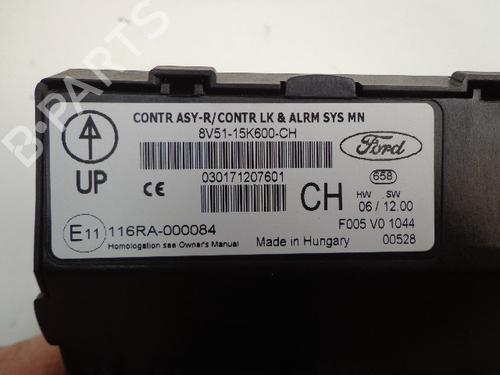 CONTR ASY-R/CONTR LK & ALRM SYS MN
8V51-15K600-CH
Ford
UP
CE
030171207601
CH
658
HW SW
06 / 12.00
E11 116RA-000084
F005 V0 1044
Homologation see Owner's Manual
Made in Hungary
00528
B-PARTS